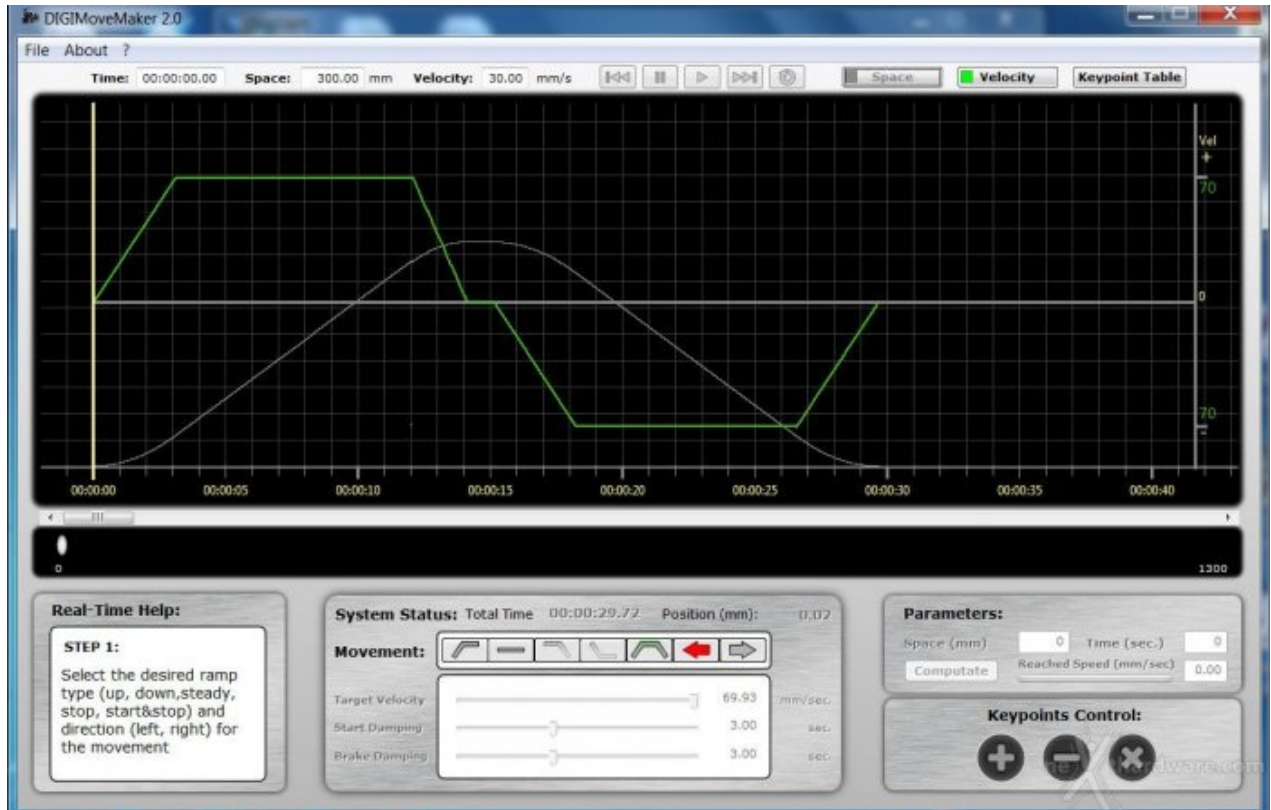 DIGIMoveMaker 2.0
File About ?
Time: 00:00:00.00 Space: 300.00 mm Velocity: 30.00 mm/s Space Velocity Keypoint Table
Vel
+
70
0
70
-
00:00:00 00:00:05 00:00:10 00:00:15 00:00:20 00:00:25 00:00:30 00:00:35 00:00:40
0 1300
Real-Time Help:
STEP 1:
Select the desired ramp
type (up, down,steady,
stop, start&stop) and
direction (left, right) for
the movement
System Status: Total Time 00:00:29.72 Position (mm): 0.02
Movement:
Target Velocity 69.93 mm/sec.
Start Damping 3.00 sec.
Brake Damping 3.00 sec.
Parameters:
Space (mm) 0 Time (sec.) 0
Computate Reached Speed (mm/sec) 0.00
Keypoints Control: